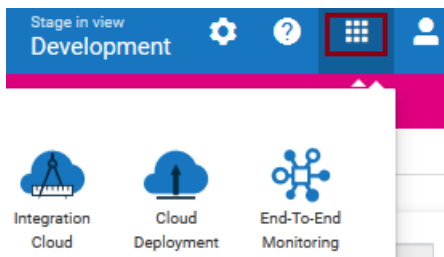 Stage in view
Development
?
Integration
Cloud
Cloud
Deployment
End-To-End
Monitoring